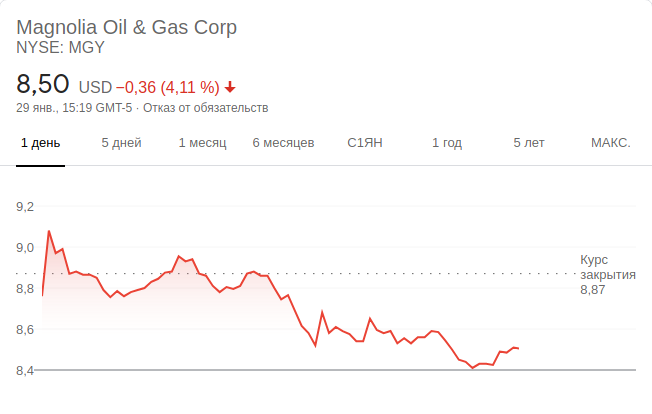 Magnolia Oil & Gas Corp
NYSE: MGY
8,50 USD −0,36 (4,11 %)
29 янв., 15:19 GMT-5 · Отказ от обязательств
1 день 5 дней 1 месяц 6 месяцев С1ЯН 1 год 5 лет МАКС.
9,2
9,0
Курс
закрытия
8,87
8,8
8,6
8,4